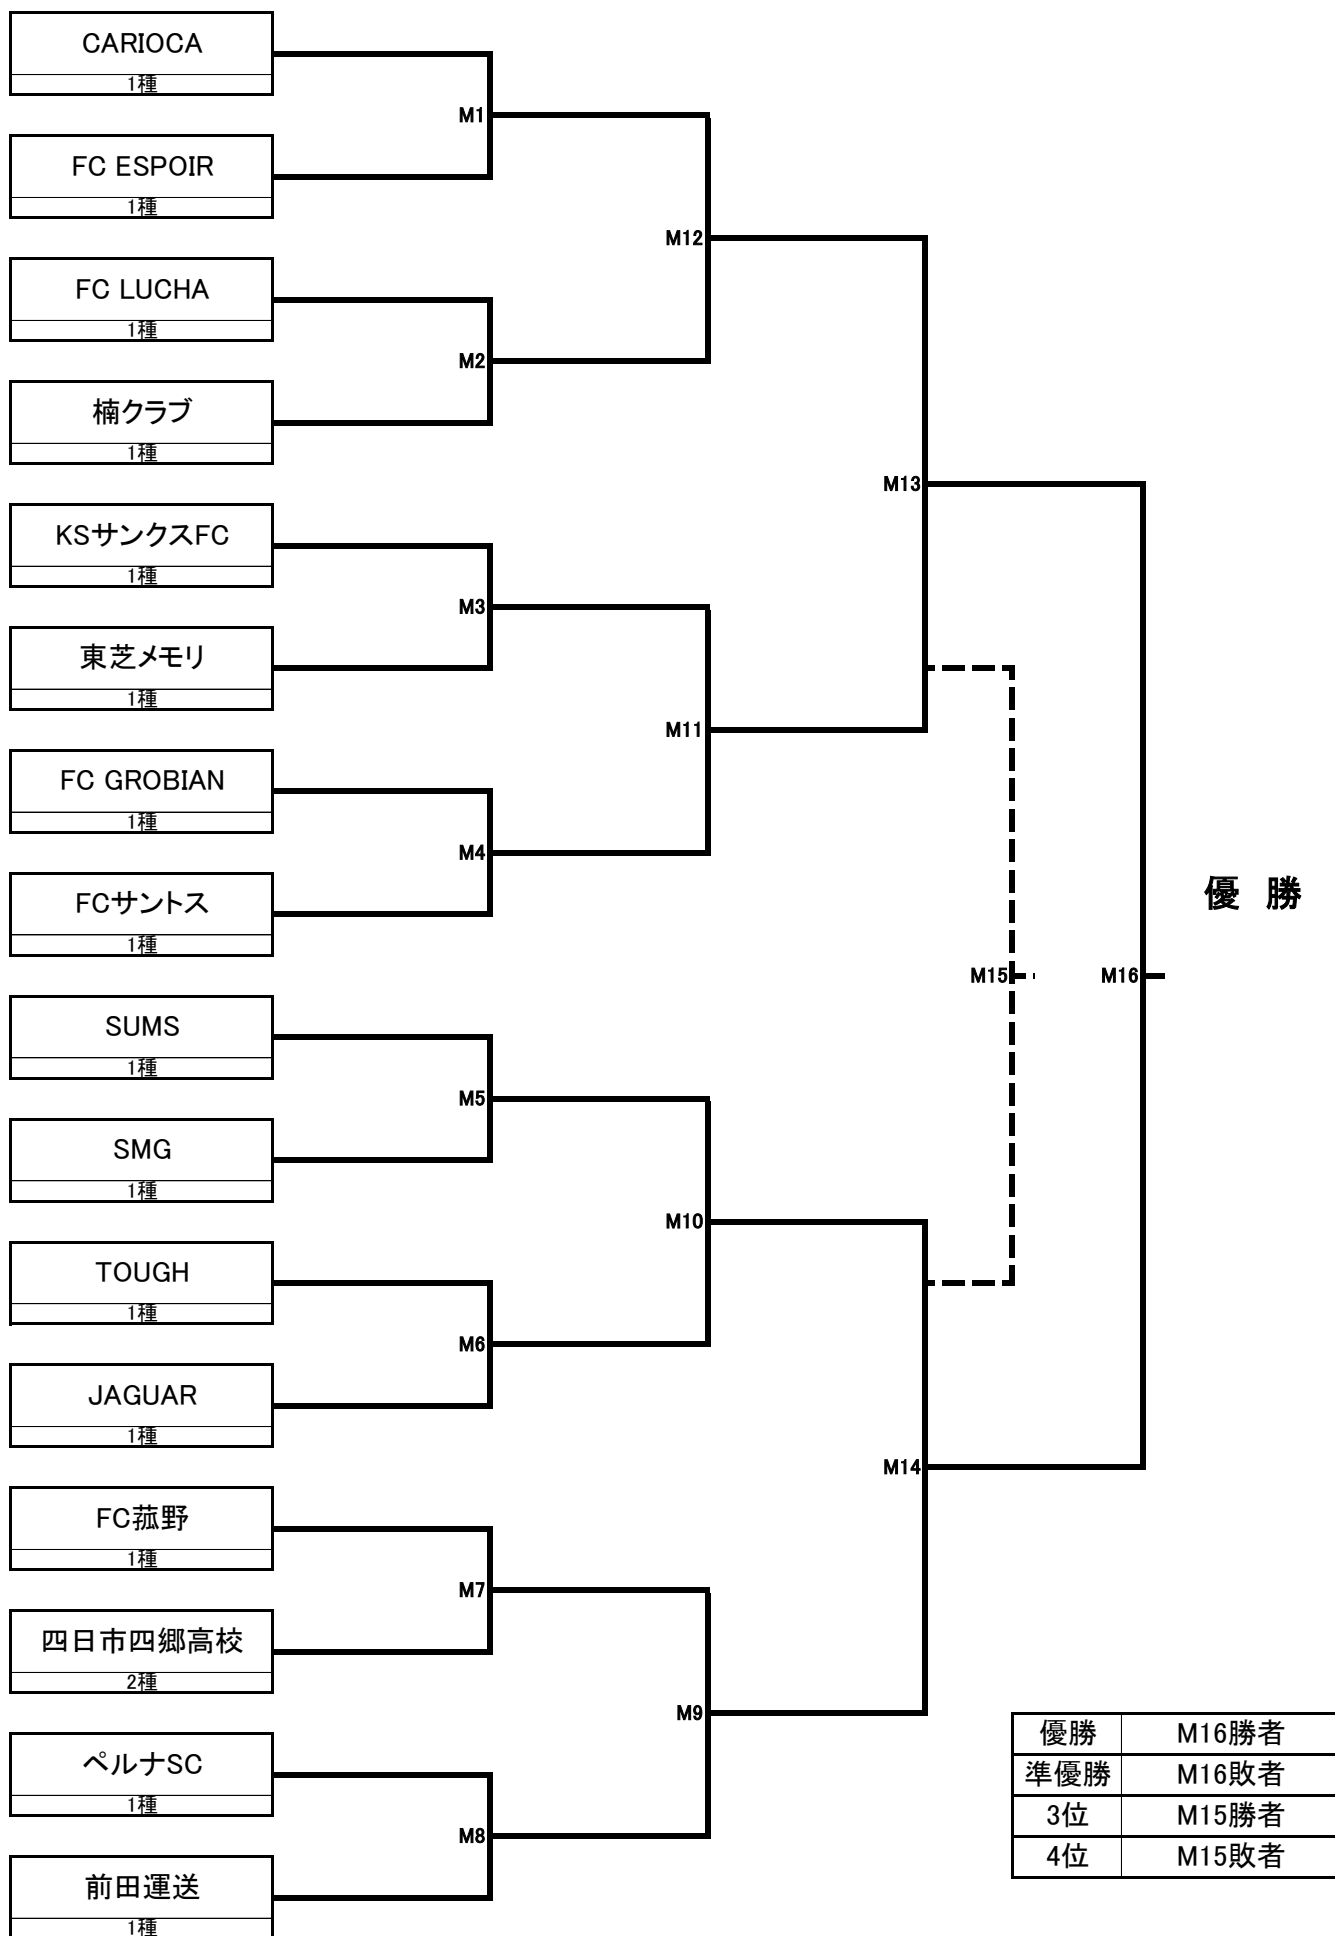 CARIOCA
1種
M1
FC ESPOIR
1種
M12
FC LUCHA
1種
M2
楠クラブ
1種
M13
KSサンクスFC
1種
M3
東芝メモリ
1種
M11
FC GROBIAN
1種
M4
FCサントス
1種
優 勝
M15
M16
SUMS
1種
M5
SMG
1種
M10
TOUGH
1種
M6
JAGUAR
1種
M14
FC菰野
1種
M7
四日市四郷高校
2種
M9
ペルナSC
1種
M8
前田運送
1種
優勝 M16勝者
準優勝 M16敗者
3位 M15勝者
4位 M15敗者